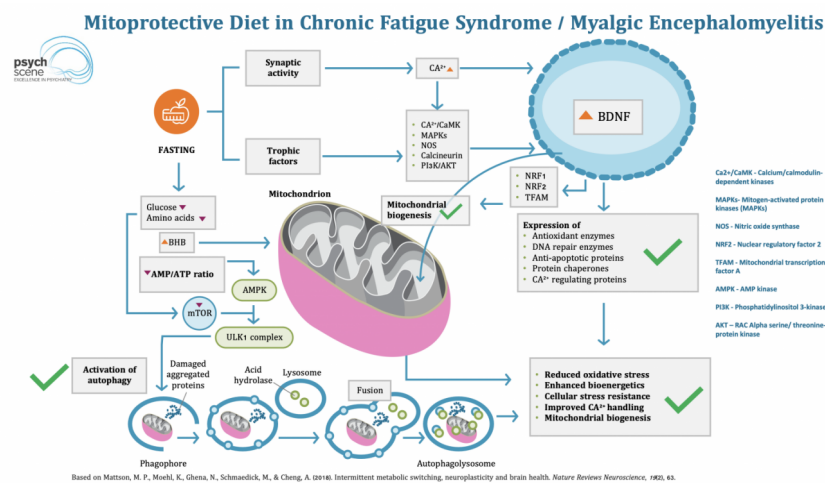 Mitoprotective Diet in Chronic Fatigue Syndrome / Myalgic Encephalomyelitis
psych
scene
EXCELLENCE IN PSYCHIATRY
FASTING
Synaptic
activity
Trophic
factors
CA²⁺
CA²⁺/CaMK
MAPKs
NOS
Calcineurin
PI3K/AKT
BDNF
NRF1
NRF2
TFAM
Mitochondrial
biogenesis
Mitochondrion
Glucose
Amino acids
BHB
AMP/ATP ratio
AMPK
mTOR
ULK1 complex
Expression of
Antioxidant enzymes
DNA repair enzymes
Anti-apoptotic proteins
Protein chaperones
CA²⁺ regulating proteins
Ca2+/CaMK - Calcium/calmodulin-
dependent kinases
MAPKs- Mitogen-activated protein
kinases (MAPKs)
NOS - Nitric oxide synthase
NRF2 - Nuclear regulatory factor 2
TFAM - Mitochondrial transcription
factor A
AMPK - AMP kinase
PI3K - Phosphatidylinositol 3-kinase
AKT – RAC Alpha serine/ threonine-
protein kinase
Activation of
autophagy
Damaged
aggregated
proteins
Acid
hydrolase
Lysosome
Fusion
Phagophore
Autophagolysosome
Reduced oxidative stress
Enhanced bioenergetics
Cellular stress resistance
Improved CA²⁺ handling
Mitochondrial biogenesis
Based on Mattson, M. P., Moehl, K., Ghena, N., Schmaedick, M., & Cheng, A. (2018). Intermittent metabolic switching, neuroplasticity and brain health. Nature Reviews Neuroscience, 19(2), 63.